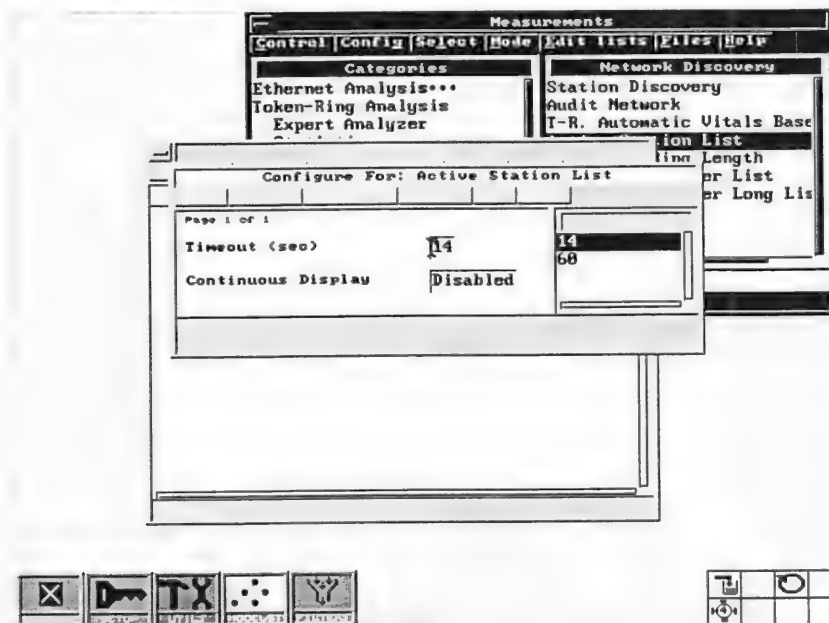 Measurements
Control Config Select Mode Edit lists Files Help
Categories
Ethernet Analysis•••
Token-Ring Analysis
Expert Analyzer
Network Discovery
Station Discovery
Audit Network
T-R. Automatic Vitals Base
ion List
Ring Length
er List
er Long Lis
Configure For: Active Station List
Page 1 of 1
Timeout (sec)
14
Continuous Display
Disabled
14
60
UTILS